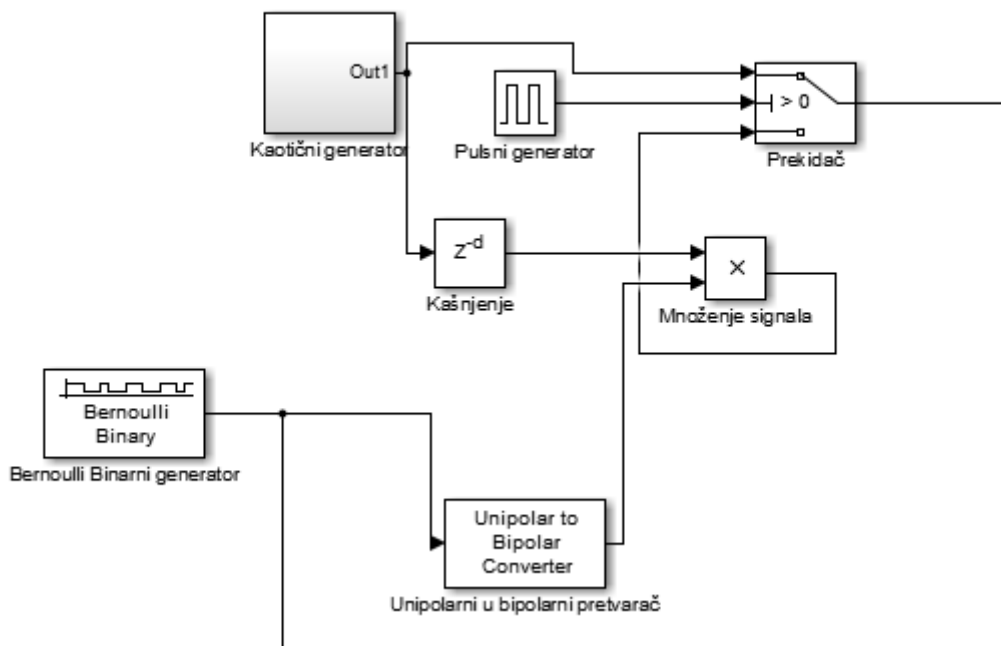 Out1
Kaotični generator
Pulsni generator
> 0
Prekidač
z-d
Kašnjenje
×
Množenje signala
Bernoulli
Binary
Bernoulli Binarni generator
Unipolar to
Bipolar
Converter
Unipolarni u bipolarni pretvarač